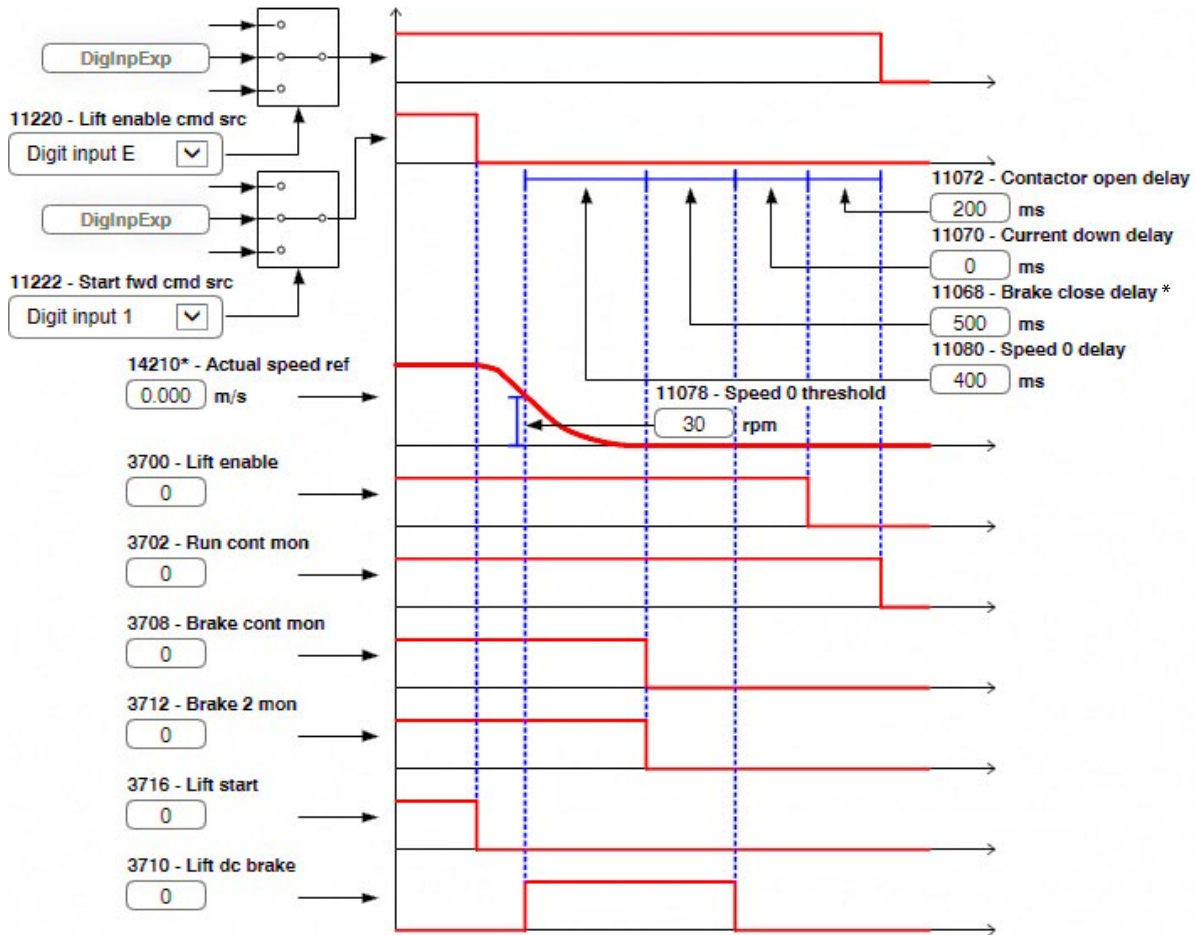 DigInpExp
11220 - Lift enable cmd src
Digit input E
DigInpExp
11222 - Start fwd cmd src
Digit input 1
11072 - Contactor open delay
200 ms
11070 - Current down delay
0 ms
11068 - Brake close delay *
500 ms
11080 - Speed 0 delay
400 ms
14210* - Actual speed ref
0.000 m/s
11078 - Speed 0 threshold
30 rpm
3700 - Lift enable
0
3702 - Run cont mon
0
3708 - Brake cont mon
0
3712 - Brake 2 mon
0
3716 - Lift start
0
3710 - Lift dc brake
0